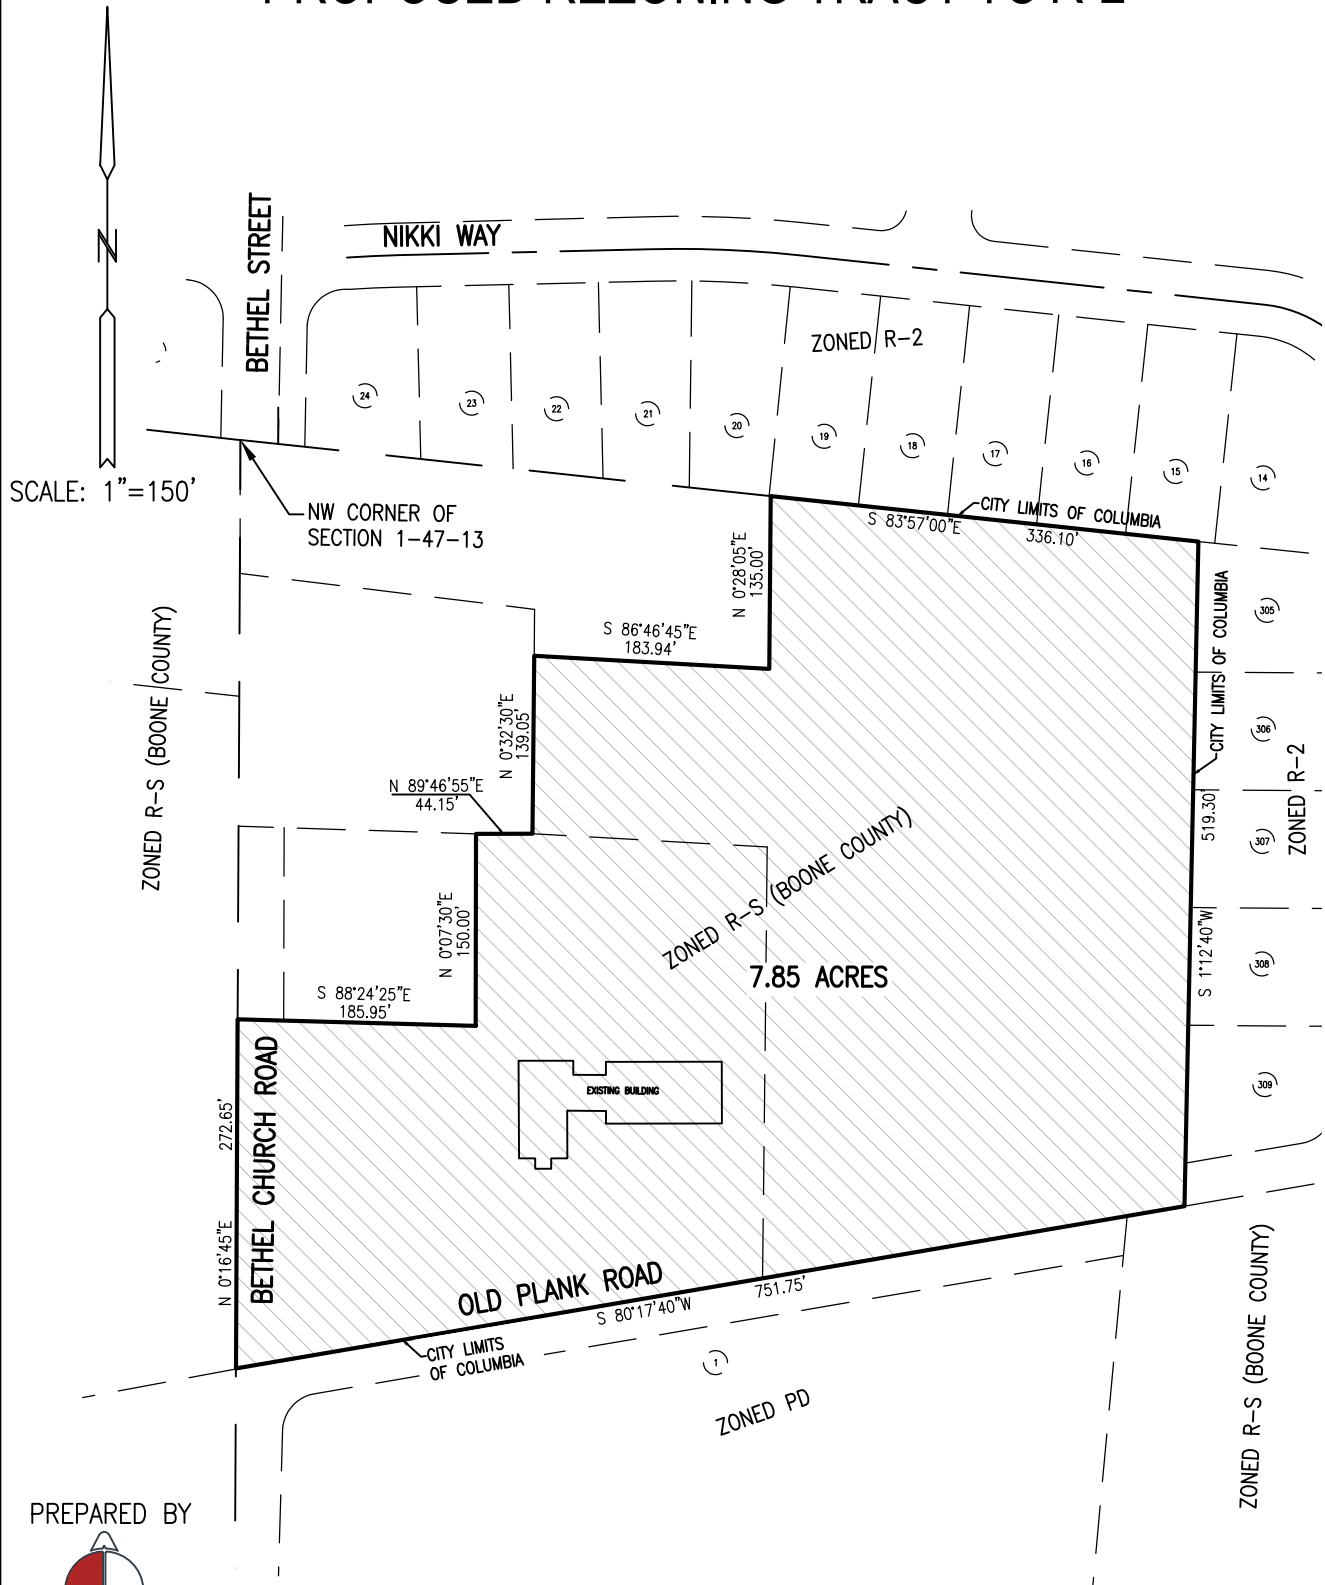 PROPOSED REZONING TRACT TO R-2
N
BETHEL STREET
NIKKI WAY
ZONED R-2
24
23
22
21
20
19
18
17
16
15
14
SCALE: 1"=150'
NW CORNER OF
SECTION 1-47-13
CITY LIMITS OF COLUMBIA
S 83°57'00"E
336.10'
N 0°28'05"E
135.00'
S 86°46'45"E
183.94'
N 0°32'30"E
139.05'
N 89°46'55"E
44.15'
N 0°07'30"E
150.00'
S 88°24'25"E
185.95'
ZONED R-S (BOONE COUNTY)
CITY LIMITS OF COLUMBIA
305
306
307
308
309
ZONED R-2
519.30'
S 1°12'40"W
ZONED R-S (BOONE COUNTY)
7.85 ACRES
EXISTING BUILDING
272.65'
N 0°16'45"E
BETHEL CHURCH ROAD
OLD PLANK ROAD
S 80°17'40"W
751.75'
CITY LIMITS
OF COLUMBIA
1
ZONED PD
ZONED R-S (BOONE COUNTY)
PREPARED BY